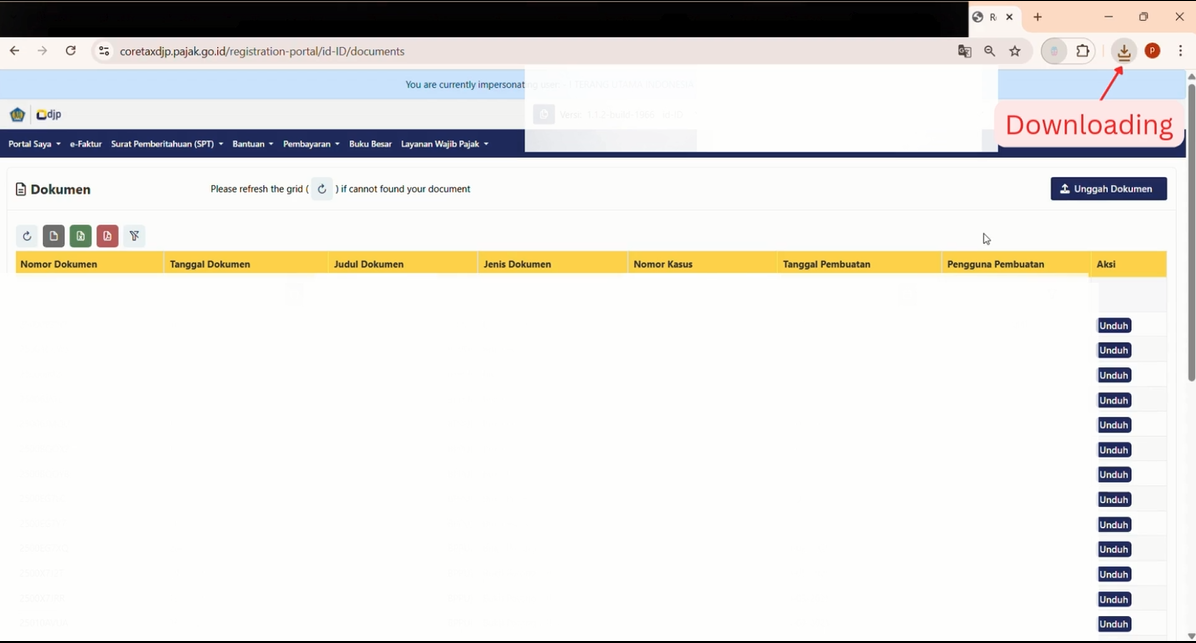 Re
coretaxdjp.pajak.go.id/registration-portal/id-ID/documents
P
Downloading
You are currently impersonating
djp
Portal Saya e-Faktur Surat Pemberitahuan (SPT) Bantuan Pembayaran Buku Besar Layanan Wajib Pajak
Dokumen
Please refresh the grid ( ) if cannot found your document
Unggah Dokumen
Nomor Dokumen Tanggal Dokumen Judul Dokumen Jenis Dokumen Nomor Kasus Tanggal Pembuatan Pengguna Pembuatan Aksi
Unduh
Unduh
Unduh
Unduh
Unduh
Unduh
Unduh
Unduh
Unduh
Unduh
Unduh
Unduh
Unduh